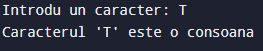 Introdu un caracter: T
Caracterul 'T' este o consoana